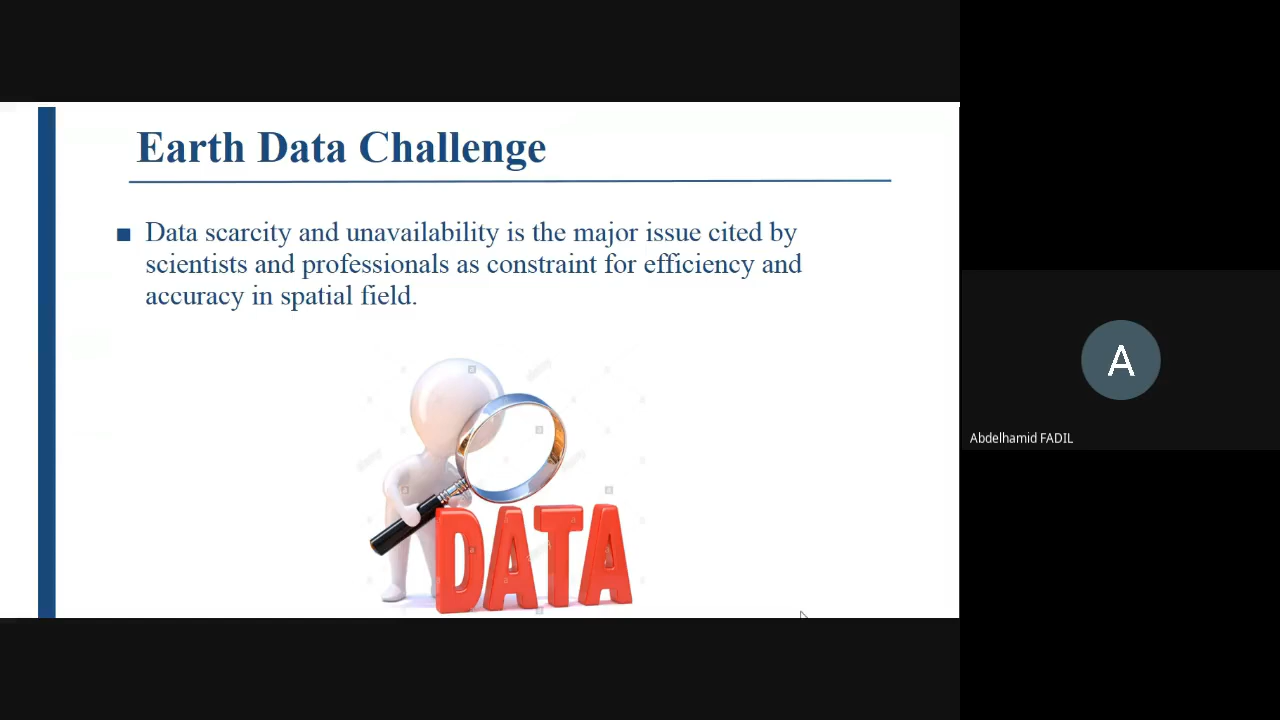 Earth Data Challenge
■ Data scarcity and unavailability is the major issue cited by
scientists and professionals as constraint for efficiency and
accuracy in spatial field.
DATA
A
Abdelhamid FADIL